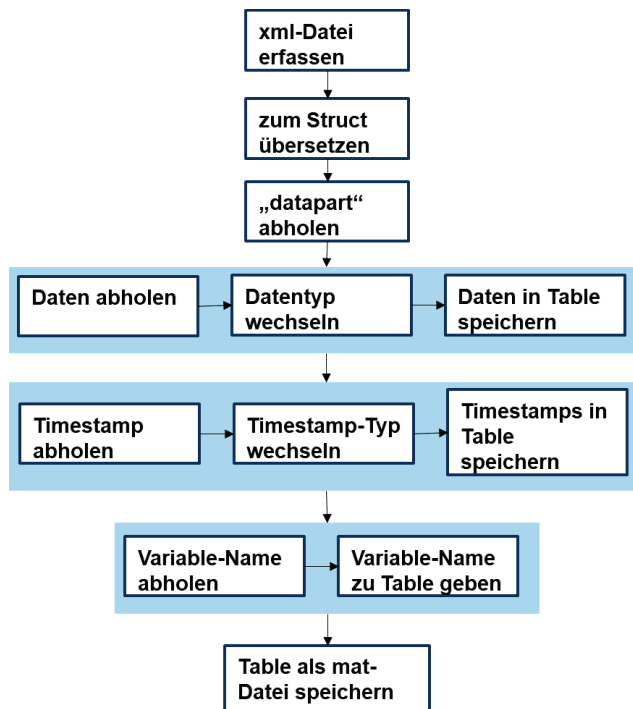 xml-Datei
erfassen
zum Struct
übersetzen
„datapart“
abholen
Daten abholen
Datentyp
wechseln
Daten in Table
speichern
Timestamp
abholen
Timestamp-Typ
wechseln
Timestamps in
Table
speichern
Variable-Name
abholen
Variable-Name
zu Table geben
Table als mat-
Datei speichern